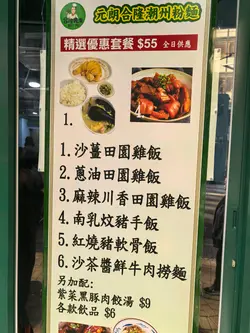 元朗合隆潮州粉麵
精選優惠套餐 $55 全日供應
1.
1.沙薑田園雞飯
2.蔥油田園雞飯
3.麻辣川香田園雞飯
4.南乳炆豬手飯
5.紅燒豬軟骨飯
6.沙茶醬鮮牛肉撈麵
另加配:
紫菜黑豚肉餃湯 $9
各款飲品 $6